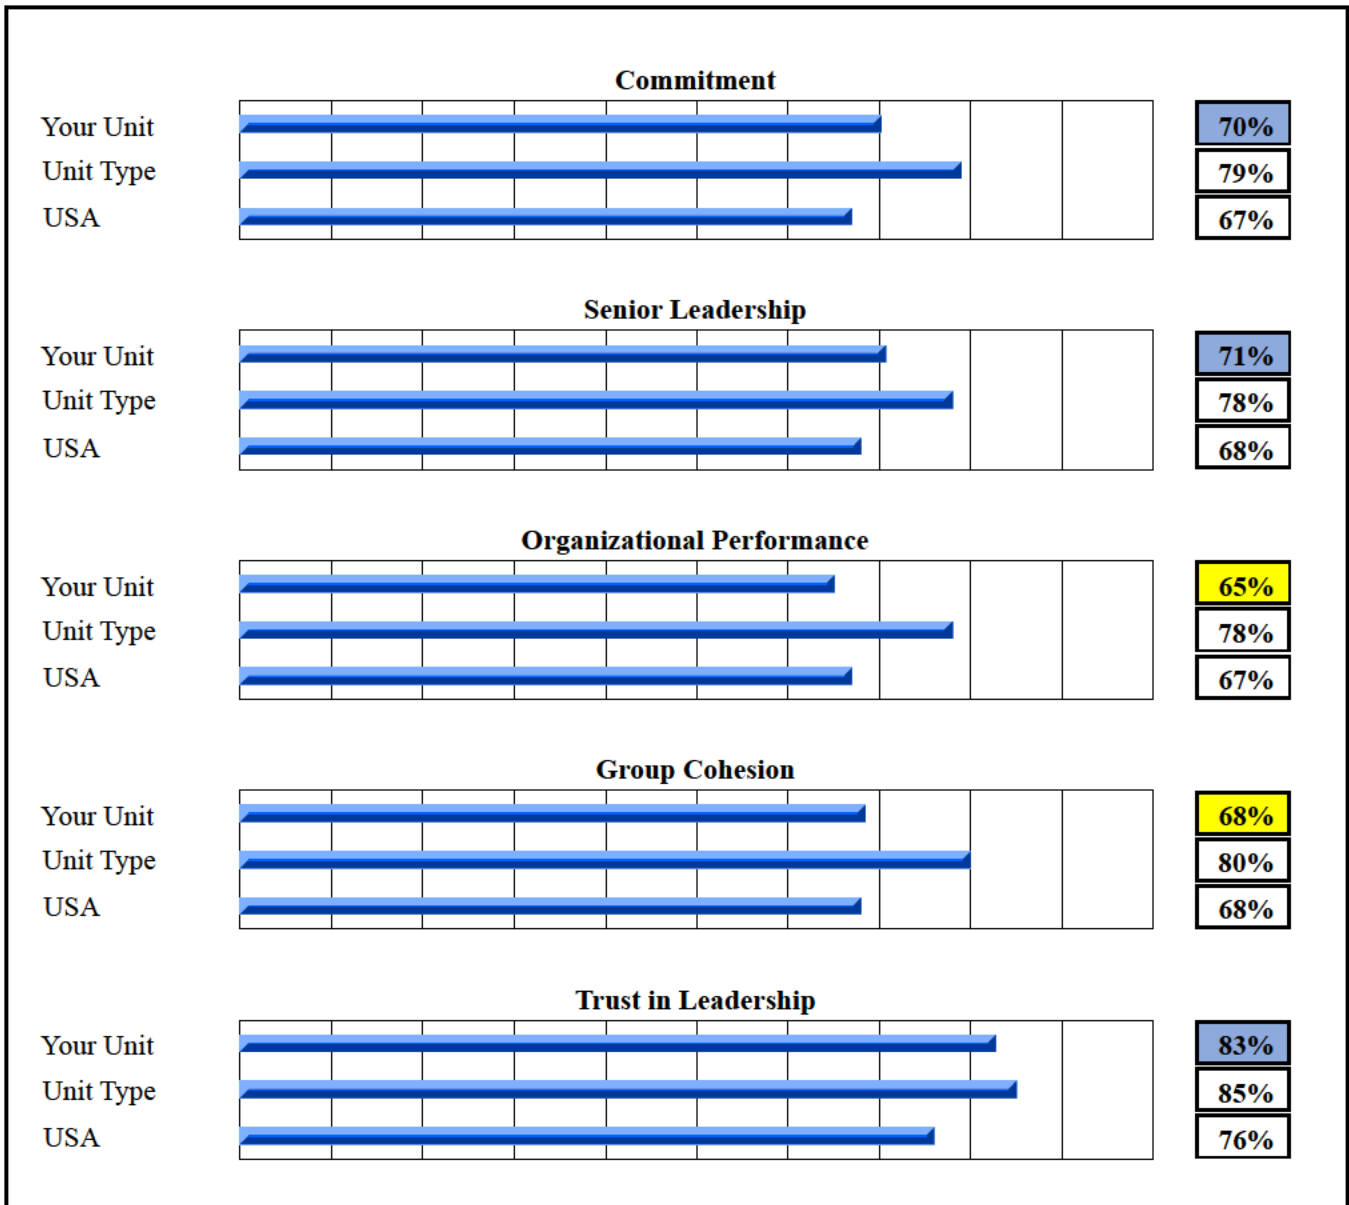 Commitment
Your Unit 70%
Unit Type 79%
USA 67%
Senior Leadership
Your Unit 71%
Unit Type 78%
USA 68%
Organizational Performance
Your Unit 65%
Unit Type 78%
USA 67%
Group Cohesion
Your Unit 68%
Unit Type 80%
USA 68%
Trust in Leadership
Your Unit 83%
Unit Type 85%
USA 76%